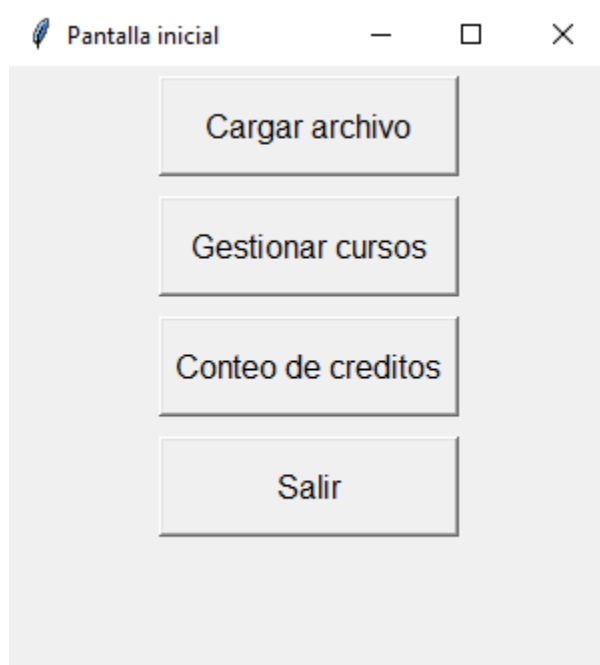 Pantalla inicial
Cargar archivo
Gestionar cursos
Conteo de creditos
Salir